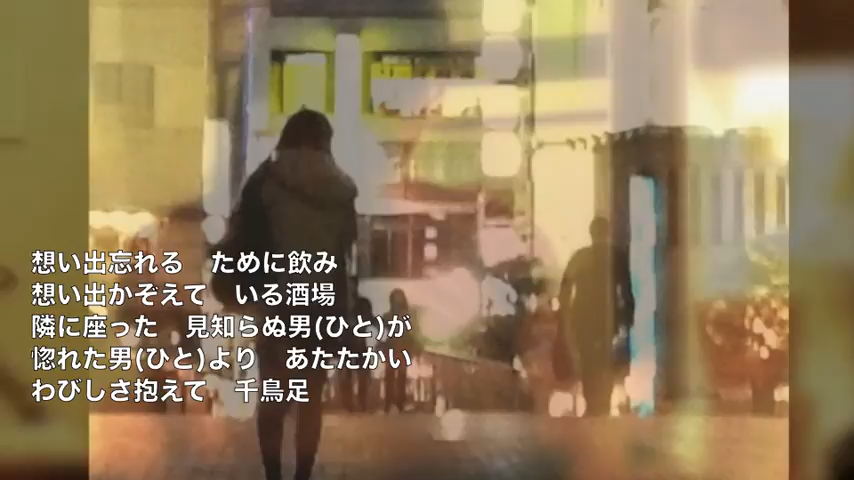 想い出忘れる　ために飲み
想い出かぞえて　いる酒場
隣に座った　見知らぬ男(ひと)が
惚れた男(ひと)より　あたたかい
わびしさ抱えて　千鳥足